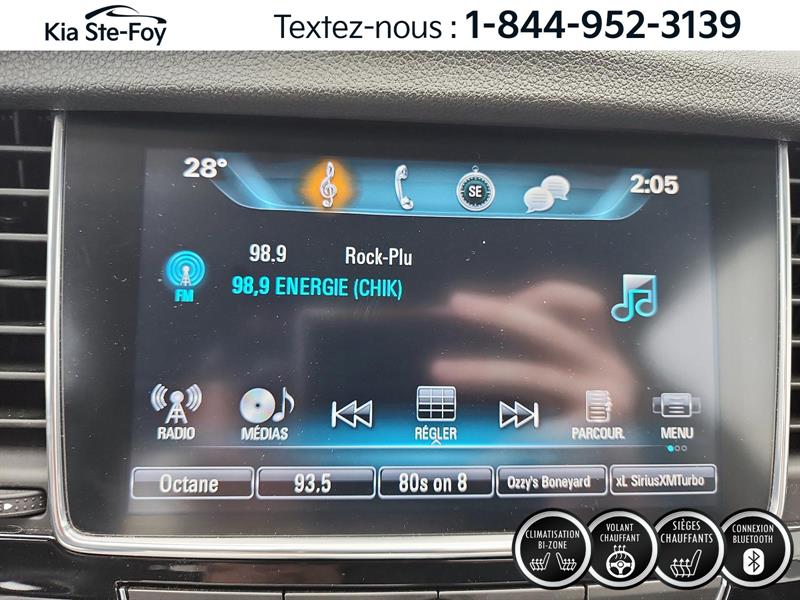 Kia Ste-Foy
Textez-nous : 1-844-952-3139
28°
SE
2:05
98.9 Rock-Plu
FM
98,9 ENERGIE (CHIK)
RADIO MÉDIAS RÉGLER PARCOUR. MENU
Octane 93.5 80s on 8 Ozzy's Boneyard xL SiriusXMTurbo
CLIMATISATION
BI-ZONE
VOLANT
CHAUFFANT
SIÈGES
CHAUFFANTS
CONNEXION
BLUETOOTH